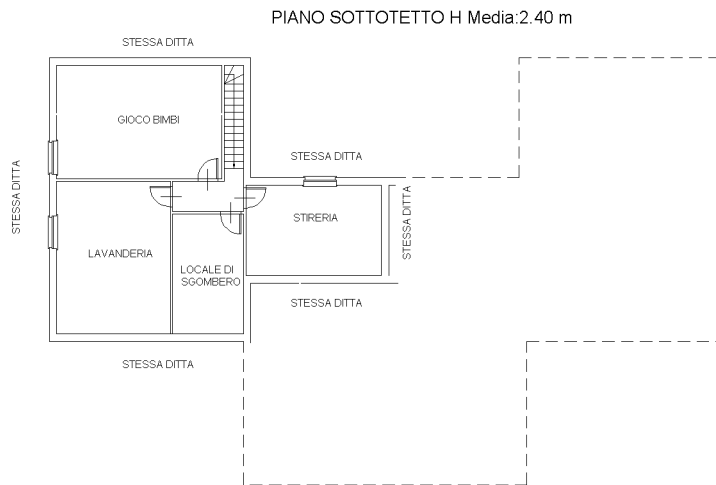 PIANO SOTTOTETTO H Media:2.40 m
STESSA DITTA
GIOCO BIMBI
STESSA DITTA
STESSA DITTA
STESSA DITTA
STIRERIA
LAVANDERIA
LOCALE DI
SGOMBERO
STESSA DITTA
STESSA DITTA